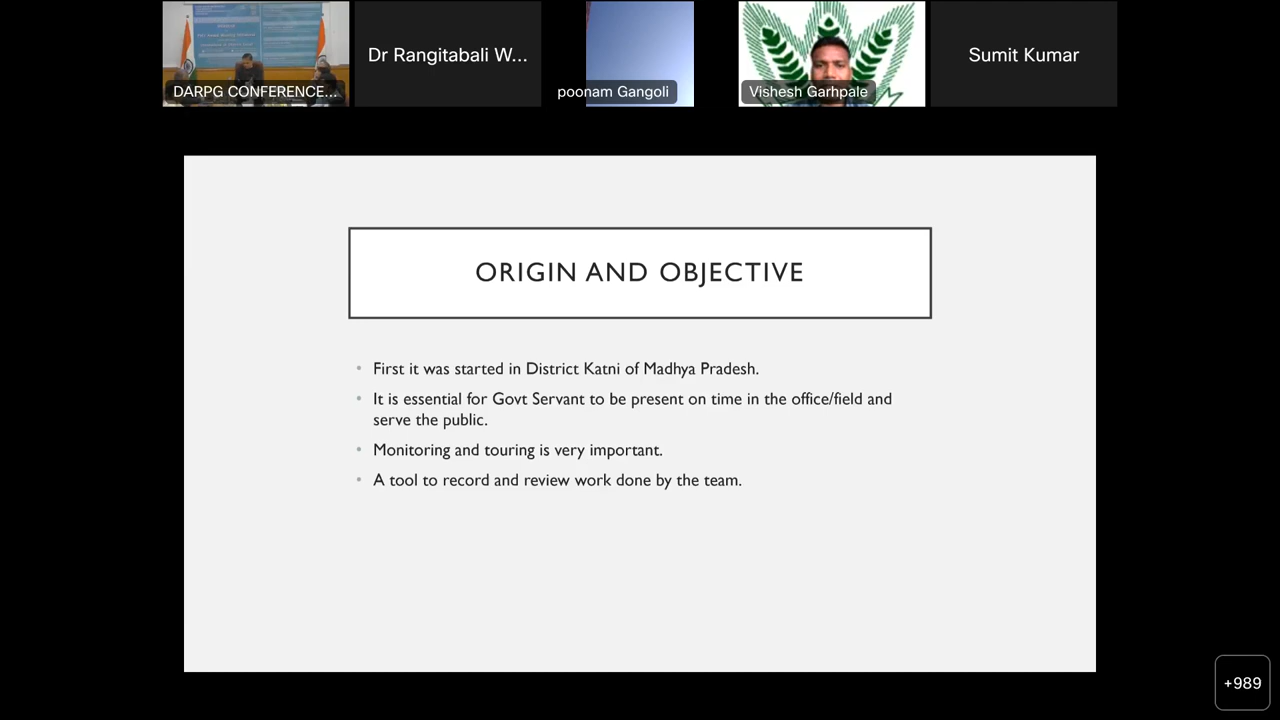 DARPG CONFERENCE...
Dr Rangitabali W...
poonam Gangoli
Vishesh Garhpale
Sumit Kumar
ORIGIN AND OBJECTIVE
• First it was started in District Katni of Madhya Pradesh.
• It is essential for Govt Servant to be present on time in the office/field and
serve the public.
• Monitoring and touring is very important.
• A tool to record and review work done by the team.
+989